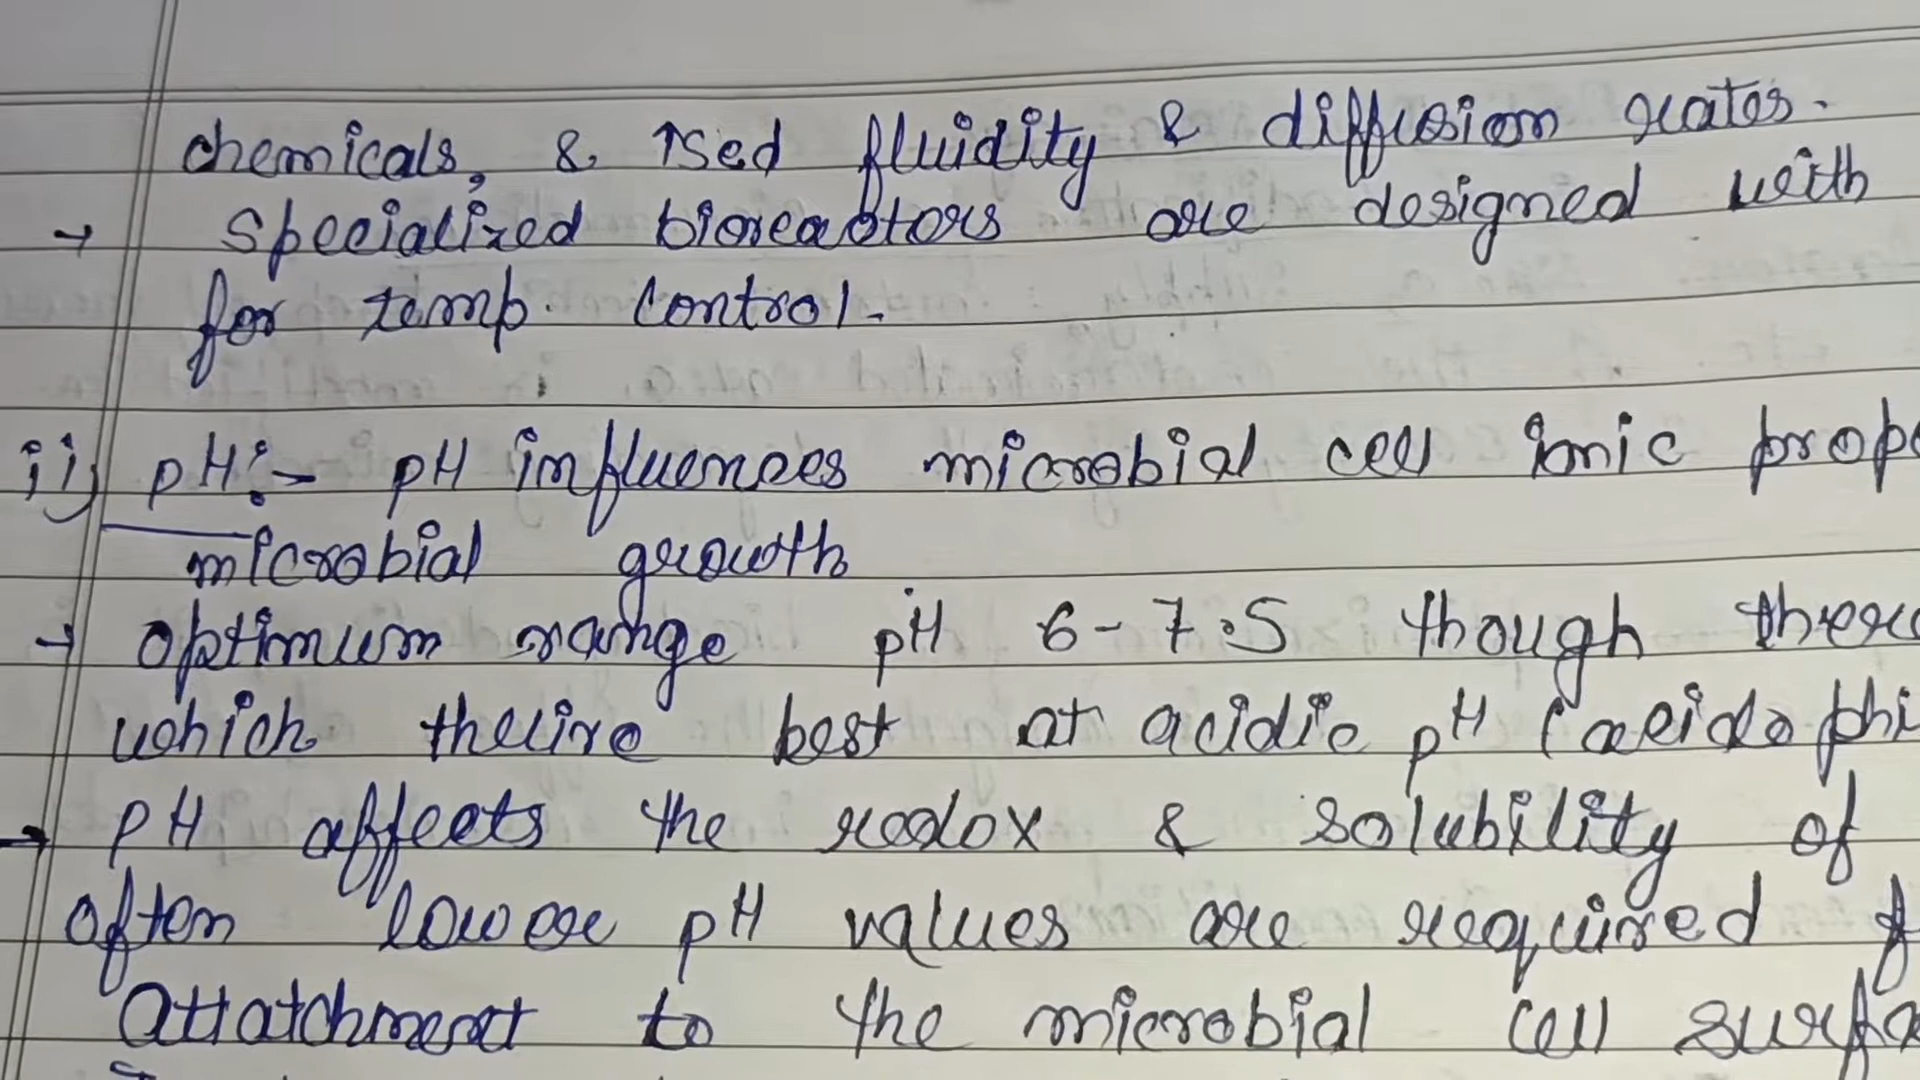 chemicals, & ↑sed fluidity & diffusion rates.
→ specialized bioreactors are designed with
for temp. control.
ii) pH:- pH influences microbial cell ionic prop
microbial growth
→ optimum range pH 6-7.5 though there
which thrive best at acidic pH (acidophi
→ pH affects the redox & solubility of
often lower pH values are required f
attatchment to the microbial cell surfa